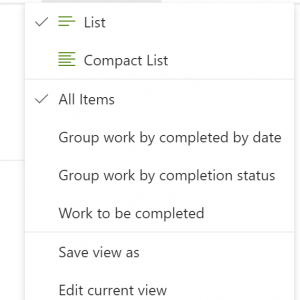 List
Compact List
All Items
Group work by completed by date
Group work by completion status
Work to be completed
Save view as
Edit current view